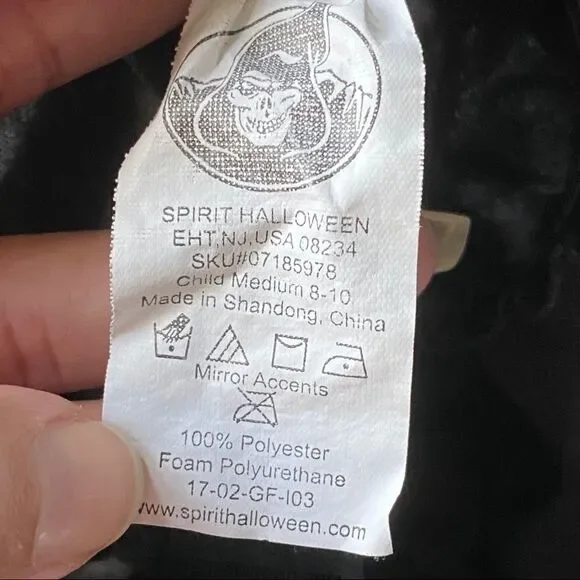 SPIRIT HALLOWEEN
EHT,NJ,USA 08234
SKU#07185978
Child Medium 8-10
Made in Shandong, China
Mirror Accents
100% Polyester
Foam Polyurethane
17-02-GF-I03
www.spirithalloween.com